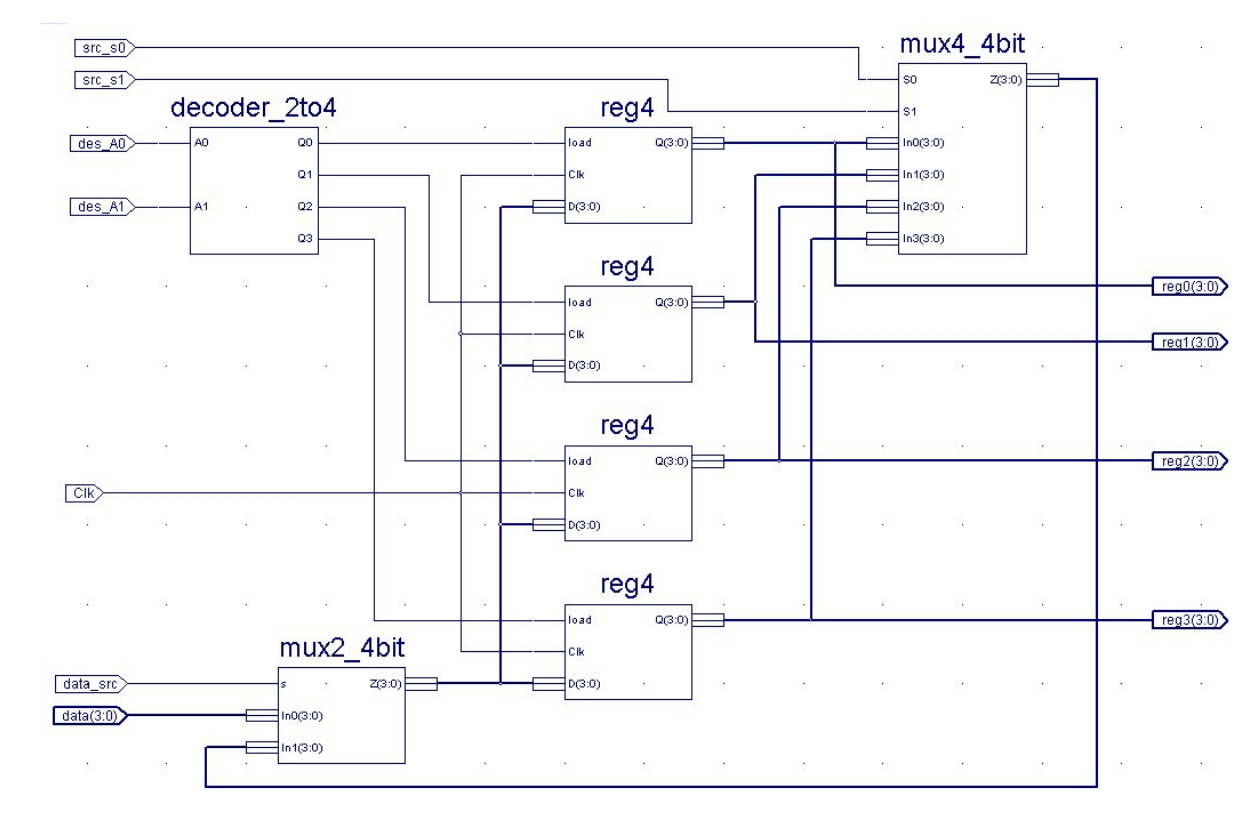 src_s0
src_s1
mux4_4bit
S0
S1
In0(3:0)
In1(3:0)
In2(3:0)
In3(3:0)
Z(3:0)
decoder_2to4
des_A0
des_A1
A0
A1
Q0
Q1
Q2
Q3
reg4
load
Clk
D(3:0)
Q(3:0)
reg4
load
Clk
D(3:0)
Q(3:0)
reg4
load
Clk
D(3:0)
Q(3:0)
reg4
load
Clk
D(3:0)
Q(3:0)
Clk
reg0(3:0)
reg1(3:0)
reg2(3:0)
reg3(3:0)
mux2_4bit
data_src
data(3:0)
s
In0(3:0)
In1(3:0)
Z(3:0)